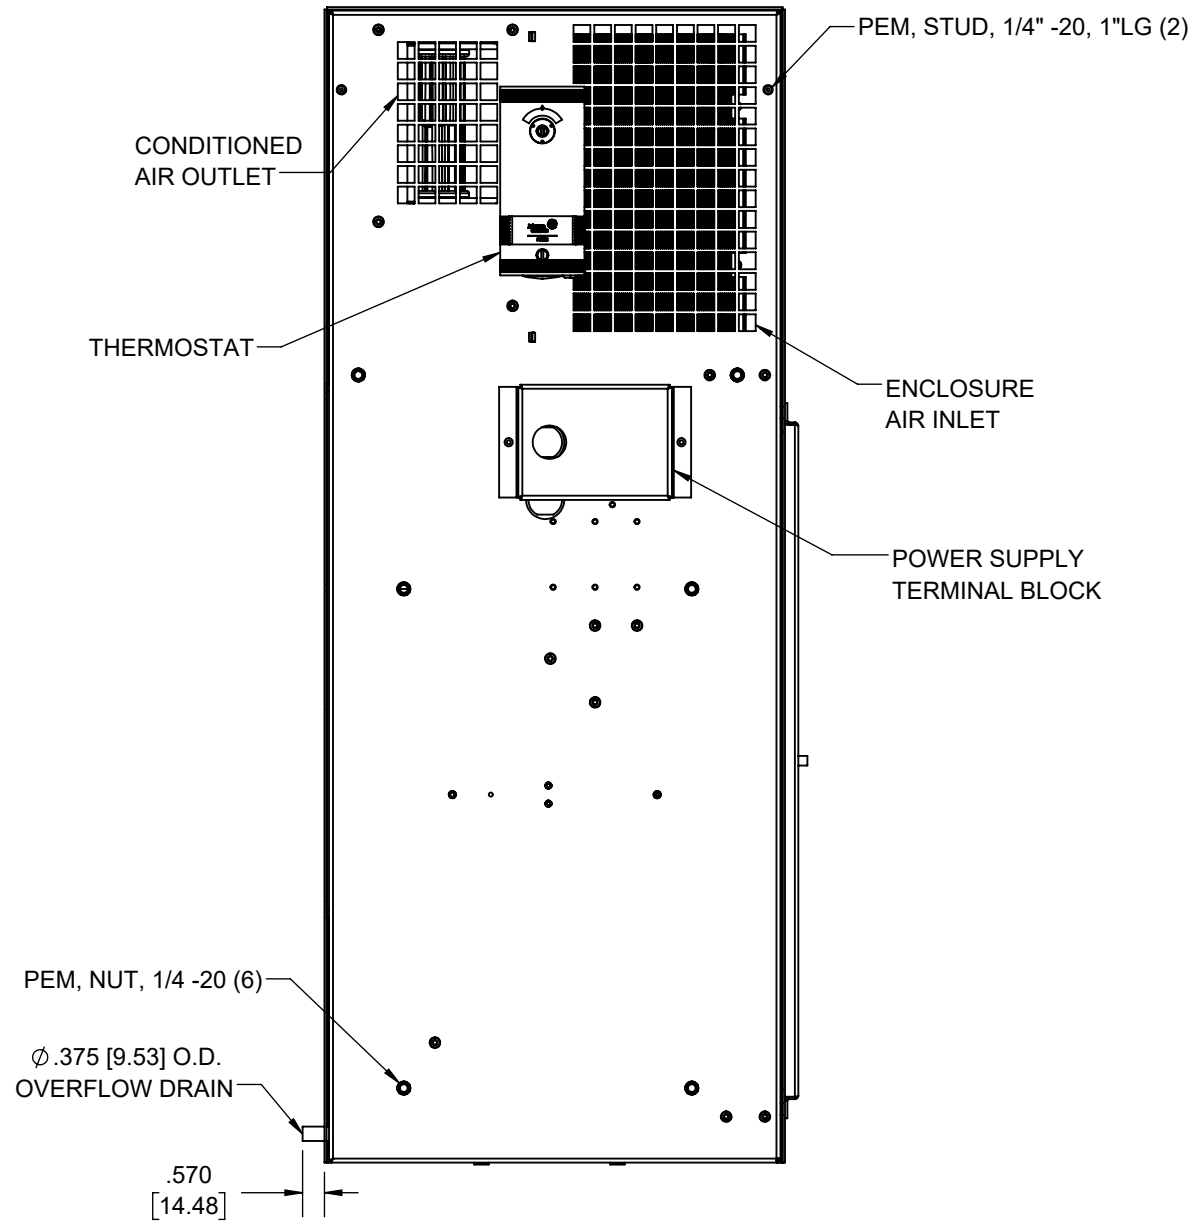 PEM, STUD, 1/4" -20, 1"LG (2)
CONDITIONED
AIR OUTLET
THERMOSTAT
ENCLOSURE
AIR INLET
POWER SUPPLY
TERMINAL BLOCK
PEM, NUT, 1/4 -20 (6)
∅.375 [9.53] O.D.
OVERFLOW DRAIN
.570
[14.48]